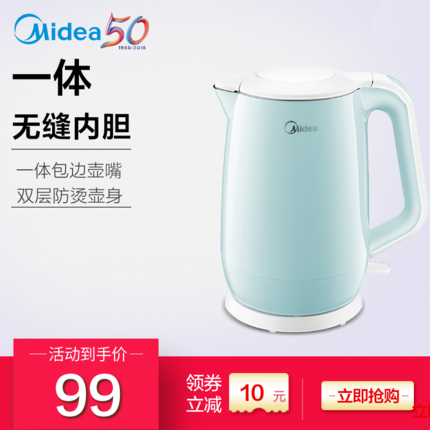 Midea 50
1968-2018
一体
无缝内胆
一体包边壶嘴
双层防烫壶身
Midea
活动到手价
99
领券
立减
10 元
立即抢购